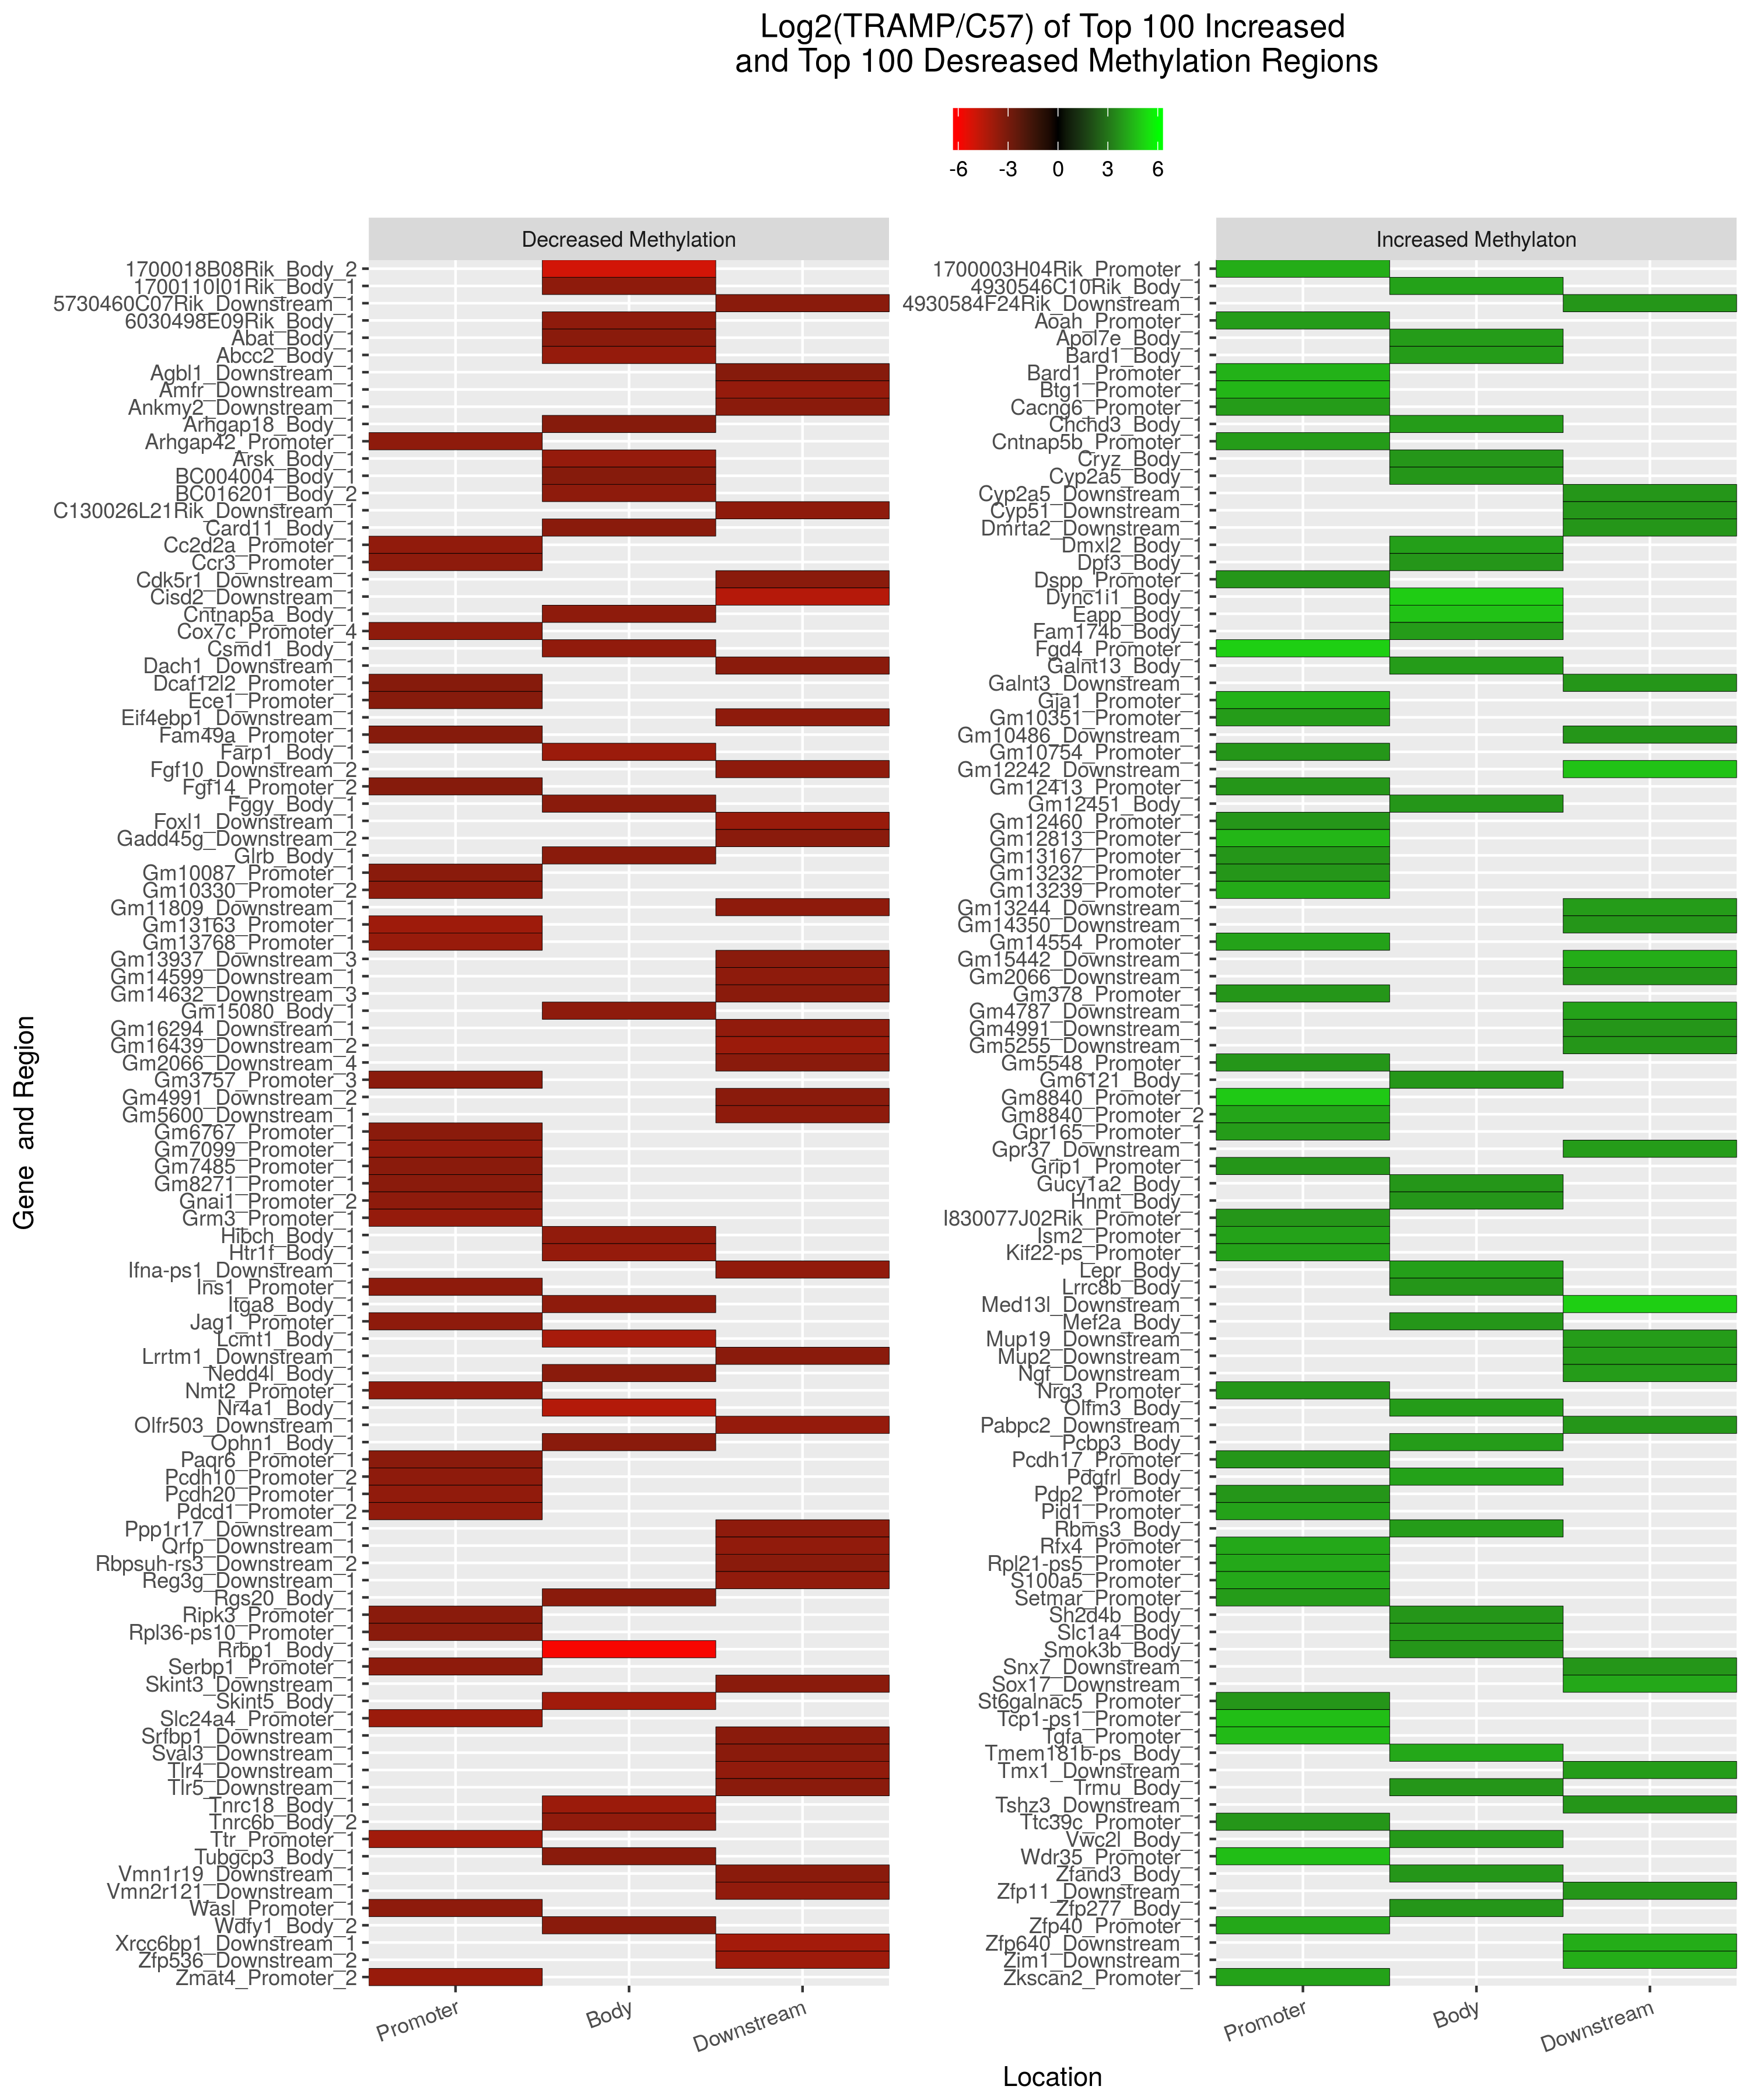 Log2(TRAMP/C57) of Top 100 Increased
and Top 100 Desreased Methylation Regions
-6 -3 0 3 6
Decreased Methylation
1700018B08Rik_Body_2
1700110I01Rik_Body_1
5730460C07Rik_Downstream_1
6030498E09Rik_Body_1
Abat_Body_1
Abcc2_Body_1
Agbl1_Downstream_1
Amfr_Downstream_1
Ankmy2_Downstream_1
Arhgap18_Body_1
Arhgap42_Promoter_1
Arsk_Body_1
BC004004_Body_1
BC016201_Body_2
C130026L21Rik_Downstream_1
Card11_Body_1
Cc2d2a_Promoter_1
Ccr3_Promoter_1
Cdk5r1_Downstream_1
Cisd2_Downstream_1
Cntnap5a_Body_1
Cox7c_Promoter_4
Csmd1_Body_1
Dach1_Downstream_1
Dcaf12l2_Promoter_1
Ece1_Promoter_1
Eif4ebp1_Downstream_1
Fam49a_Promoter_1
Farp1_Body_1
Fgf10_Downstream_2
Fgf14_Promoter_2
Fggy_Body_1
Foxl1_Downstream_1
Gadd45g_Downstream_2
Glrb_Body_1
Gm10087_Promoter_1
Gm10330_Promoter_2
Gm11809_Downstream_1
Gm13163_Promoter_1
Gm13768_Promoter_1
Gm13937_Downstream_3
Gm14599_Downstream_1
Gm14632_Downstream_3
Gm15080_Body_1
Gm16294_Downstream_1
Gm16439_Downstream_2
Gm2066_Downstream_4
Gm3757_Promoter_3
Gm4991_Downstream_2
Gm5600_Downstream_1
Gm6767_Promoter_1
Gm7099_Promoter_1
Gm7485_Promoter_1
Gm8271_Promoter_1
Gnai1_Promoter_2
Grm3_Promoter_1
Hibch_Body_1
Htr1f_Body_1
Ifna-ps1_Downstream_1
Ins1_Promoter_1
Itga8_Body_1
Jag1_Promoter_1
Lcmt1_Body_1
Lrrtm1_Downstream_1
Nedd4l_Body_1
Nmt2_Promoter_1
Nr4a1_Body_1
Olfr503_Downstream_1
Ophn1_Body_1
Paqr6_Promoter_1
Pcdh10_Promoter_2
Pcdh20_Promoter_1
Pdcd1_Promoter_2
Ppp1r17_Downstream_1
Qrfp_Downstream_1
Rbpsuh-rs3_Downstream_2
Reg3g_Downstream_1
Rgs20_Body_1
Ripk3_Promoter_1
Rpl36-ps10_Promoter_1
Rrbp1_Body_1
Serbp1_Promoter_1
Skint3_Downstream_1
Skint5_Body_1
Slc24a4_Promoter_1
Srfbp1_Downstream_1
Sval3_Downstream_1
Tlr4_Downstream_1
Tlr5_Downstream_1
Tnrc18_Body_1
Tnrc6b_Body_2
Ttr_Promoter_1
Tubgcp3_Body_1
Vmn1r19_Downstream_1
Vmn2r121_Downstream_1
Wasl_Promoter_1
Wdfy1_Body_2
Xrcc6bp1_Downstream_1
Zfp536_Downstream_2
Zmat4_Promoter_2
Promoter Body Downstream
Increased Methylaton
1700003H04Rik_Promoter_1
4930546C10Rik_Body_1
4930584F24Rik_Downstream_1
Aoah_Promoter_1
Apol7e_Body_1
Bard1_Body_1
Bard1_Promoter_1
Btg1_Promoter_1
Cacng6_Promoter_1
Chchd3_Body_1
Cntnap5b_Promoter_1
Cryz_Body_1
Cyp2a5_Body_1
Cyp2a5_Downstream_1
Cyp51_Downstream_1
Dmrta2_Downstream_1
Dmxl2_Body_1
Dpf3_Body_1
Dspp_Promoter_1
Dync1i1_Body_1
Eapp_Body_1
Fam174b_Body_1
Fgd4_Promoter_1
Galnt13_Body_1
Galnt3_Downstream_1
Gja1_Promoter_1
Gm10351_Promoter_1
Gm10486_Downstream_1
Gm10754_Promoter_1
Gm12242_Downstream_1
Gm12413_Promoter_1
Gm12451_Body_1
Gm12460_Promoter_1
Gm12813_Promoter_1
Gm13167_Promoter_1
Gm13232_Promoter_1
Gm13239_Promoter_1
Gm13244_Downstream_1
Gm14350_Downstream_1
Gm14554_Promoter_1
Gm15442_Downstream_1
Gm2066_Downstream_1
Gm378_Promoter_1
Gm4787_Downstream_1
Gm4991_Downstream_1
Gm5255_Downstream_1
Gm5548_Promoter_1
Gm6121_Body_1
Gm8840_Promoter_1
Gm8840_Promoter_2
Gpr165_Promoter_1
Gpr37_Downstream_1
Grip1_Promoter_1
Gucy1a2_Body_1
Hnmt_Body_1
I830077J02Rik_Promoter_1
Ism2_Promoter_1
Kif22-ps_Promoter_1
Lepr_Body_1
Lrrc8b_Body_1
Med13l_Downstream_1
Mef2a_Body_1
Mup19_Downstream_1
Mup2_Downstream_1
Ngf_Downstream_1
Nrg3_Promoter_1
Olfm3_Body_1
Pabpc2_Downstream_1
Pcbp3_Body_1
Pcdh17_Promoter_1
Pdgfrl_Body_1
Pdp2_Promoter_1
Pid1_Promoter_1
Rbms3_Body_1
Rfx4_Promoter_1
Rpl21-ps5_Promoter_1
S100a5_Promoter_1
Setmar_Promoter_1
Sh2d4b_Body_1
Slc1a4_Body_1
Smok3b_Body_1
Snx7_Downstream_1
Sox17_Downstream_1
St6galnac5_Promoter_1
Tcp1-ps1_Promoter_1
Tgfa_Promoter_1
Tmem181b-ps_Body_1
Tmx1_Downstream_1
Trmu_Body_1
Tshz3_Downstream_1
Ttc39c_Promoter_1
Vwc2l_Body_1
Wdr35_Promoter_1
Zfand3_Body_1
Zfp11_Downstream_1
Zfp277_Body_1
Zfp40_Promoter_1
Zfp640_Downstream_1
Zim1_Downstream_1
Zkscan2_Promoter_1
Promoter Body Downstream
Gene and Region
Location